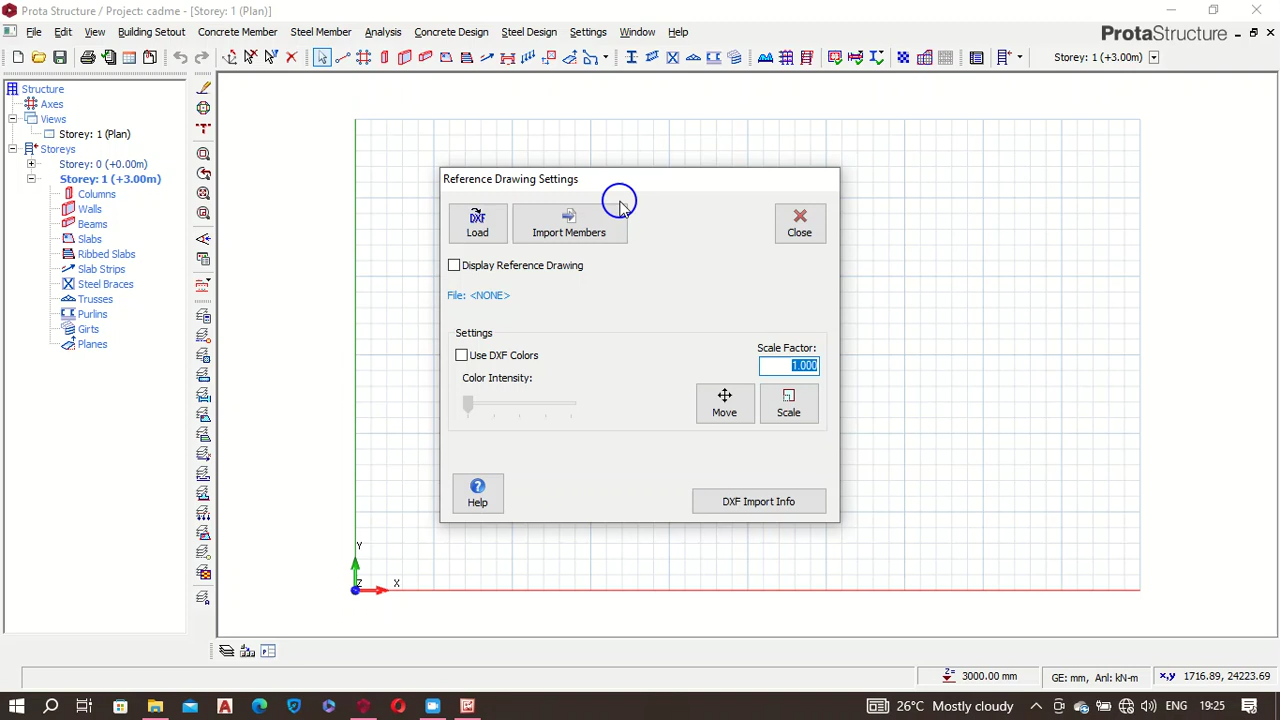 Prota Structure / Project: cadme - [Storey: 1 (Plan)]
File Edit View Building Setout Concrete Member Steel Member Analysis Concrete Design Steel Design Settings Window Help
ProtaStructure
Storey: 1 (+3.00m)
Structure
Axes
Views
Storey: 1 (Plan)
Storeys
Storey: 0 (+0.00m)
Storey: 1 (+3.00m)
Columns
Walls
Beams
Slabs
Ribbed Slabs
Slab Strips
Steel Braces
Trusses
Purlins
Girts
Planes
Reference Drawing Settings
DXF
Load
Import Members
Close
Display Reference Drawing
File: <NONE>
Settings
Use DXF Colors
Scale Factor:
1.000
Color Intensity:
Move
Scale
Help
DXF Import Info
Y
Z
X
Z= 3000.00 mm
GE: mm, Anl: kN-m
x,y 1716.89, 24223.69
26°C Mostly cloudy
ENG
19:25